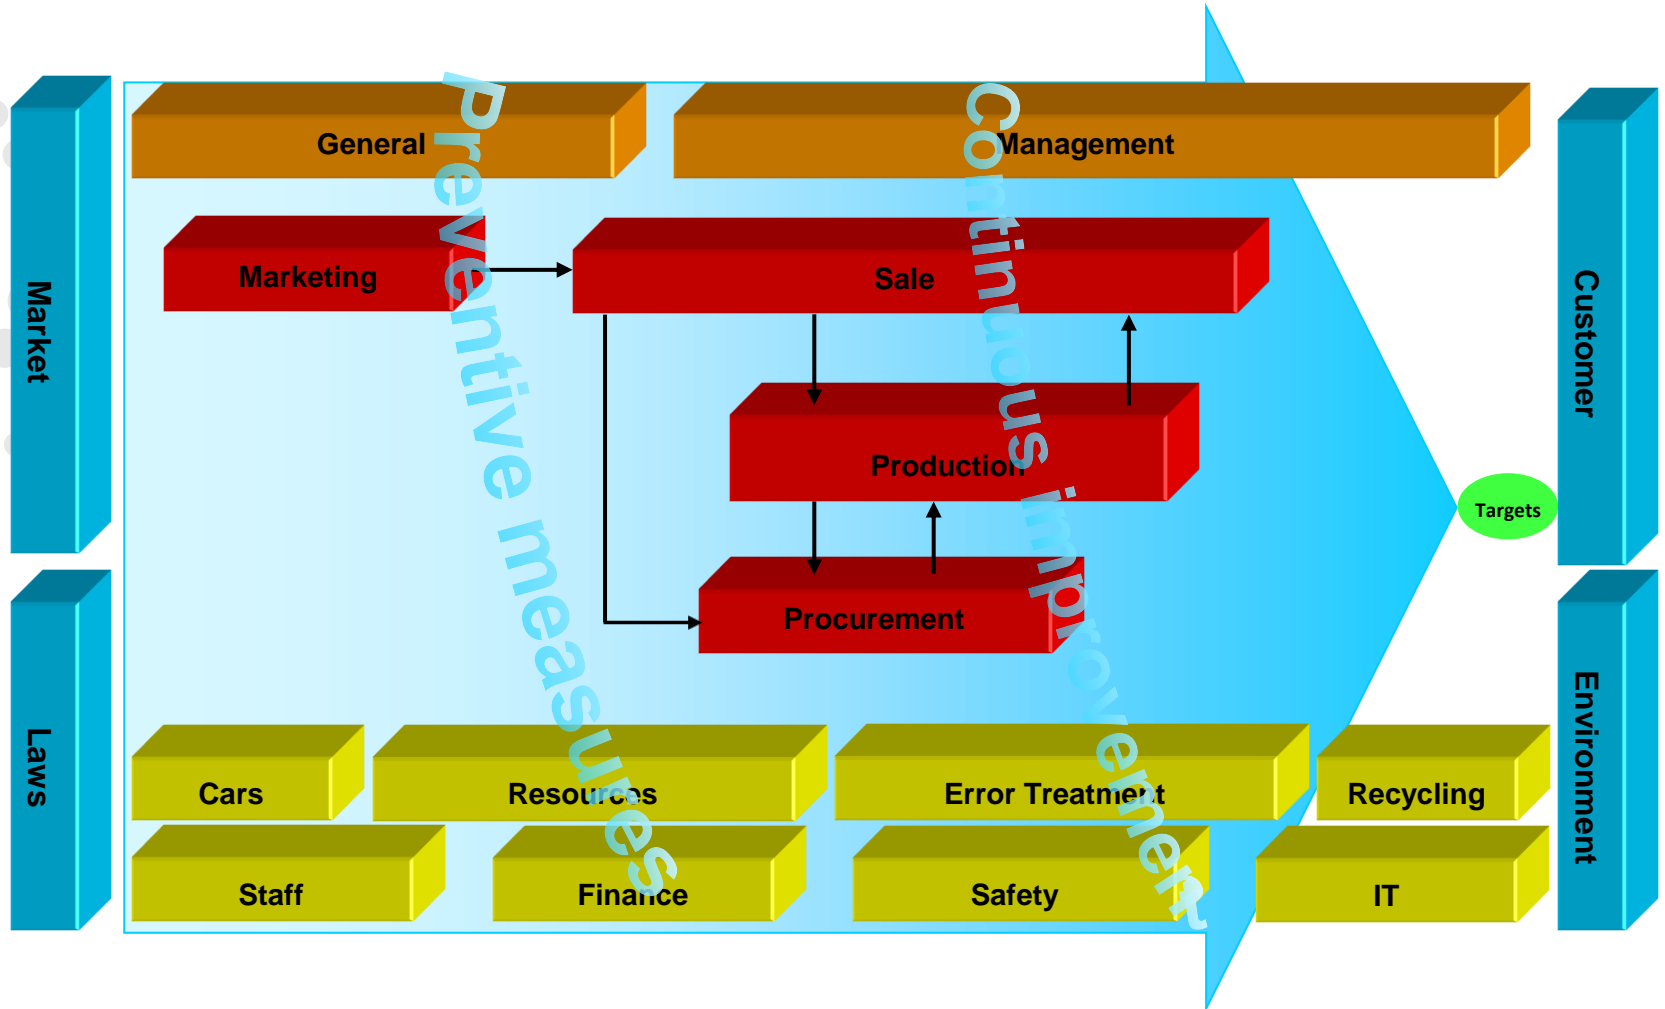 General
Management
Marketing
Sale
Production
Procurement
Market
Laws
Customer
Environment
Targets
Preventive measures
Continuous improvement
Cars
Resources
Error Treatment
Recycling
Staff
Finance
Safety
IT